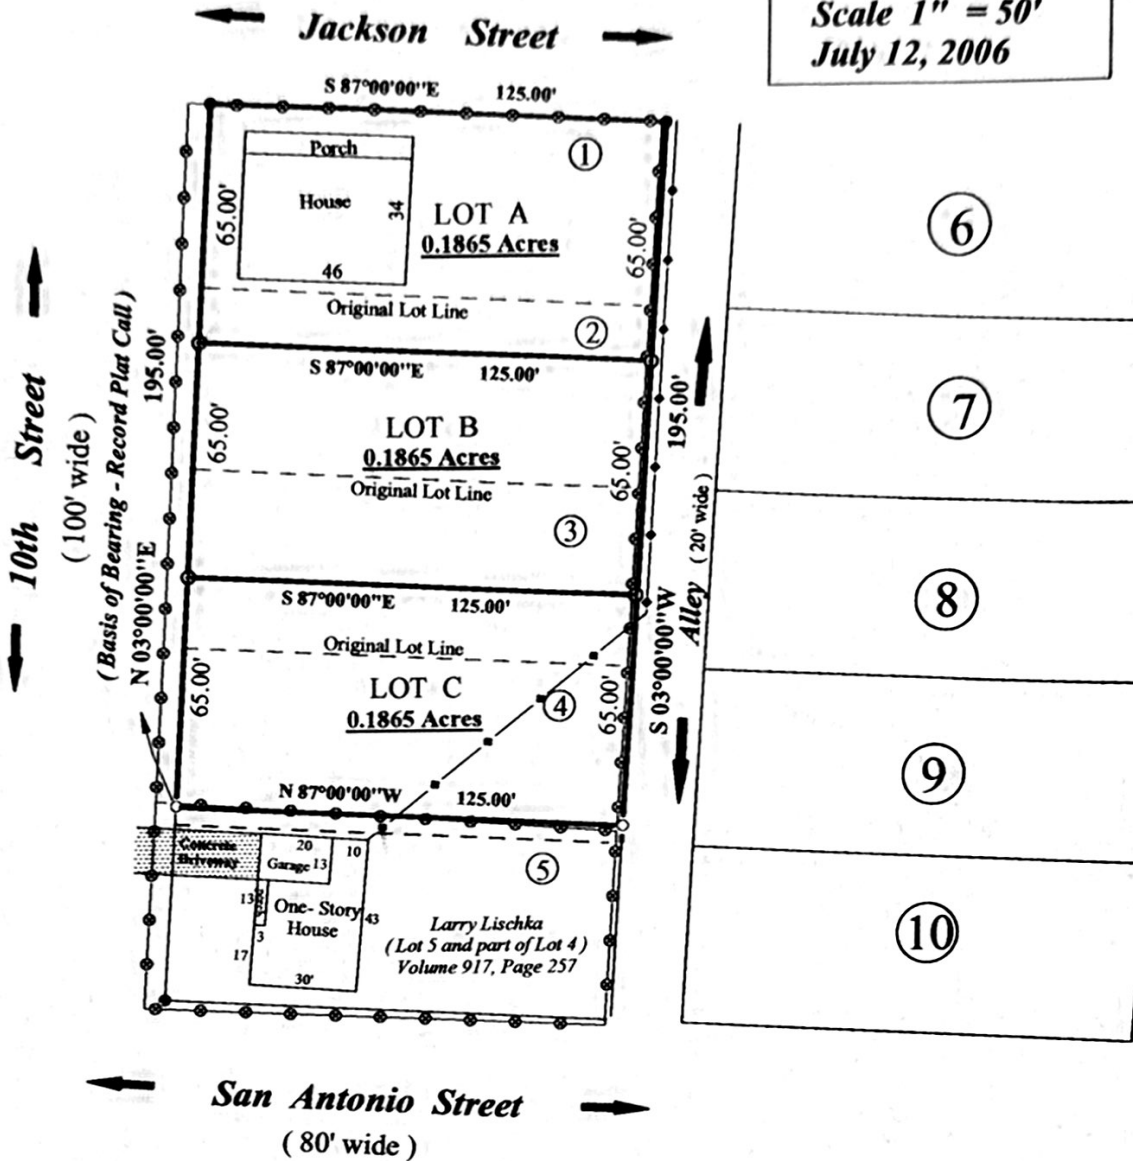 Jackson Street
Scale 1" = 50'
July 12, 2006
S 87°00'00"E 125.00'
1
Porch
House
34
46
65.00'
LOT A
0.1865 Acres
65.00'
Original Lot Line
2
S 87°00'00"E 125.00'
65.00'
LOT B
0.1865 Acres
65.00'
Original Lot Line
3
S 87°00'00"E 125.00'
Original Lot Line
65.00'
LOT C
0.1865 Acres
4
65.00'
N 87°00'00"W 125.00'
10th Street
( 100' wide )
( Basis of Bearing - Record Plat Call )
N 03°00'00"E
195.00'
195.00'
S 03°00'00"W
Alley ( 20' wide )
6
7
8
9
10
Concrete
Driveway
20
Garage 13
10
5
13
3
17
One- Story
House
43
30'
Larry Lischka
( Lot 5 and part of Lot 4 )
Volume 917, Page 257
San Antonio Street
( 80' wide )